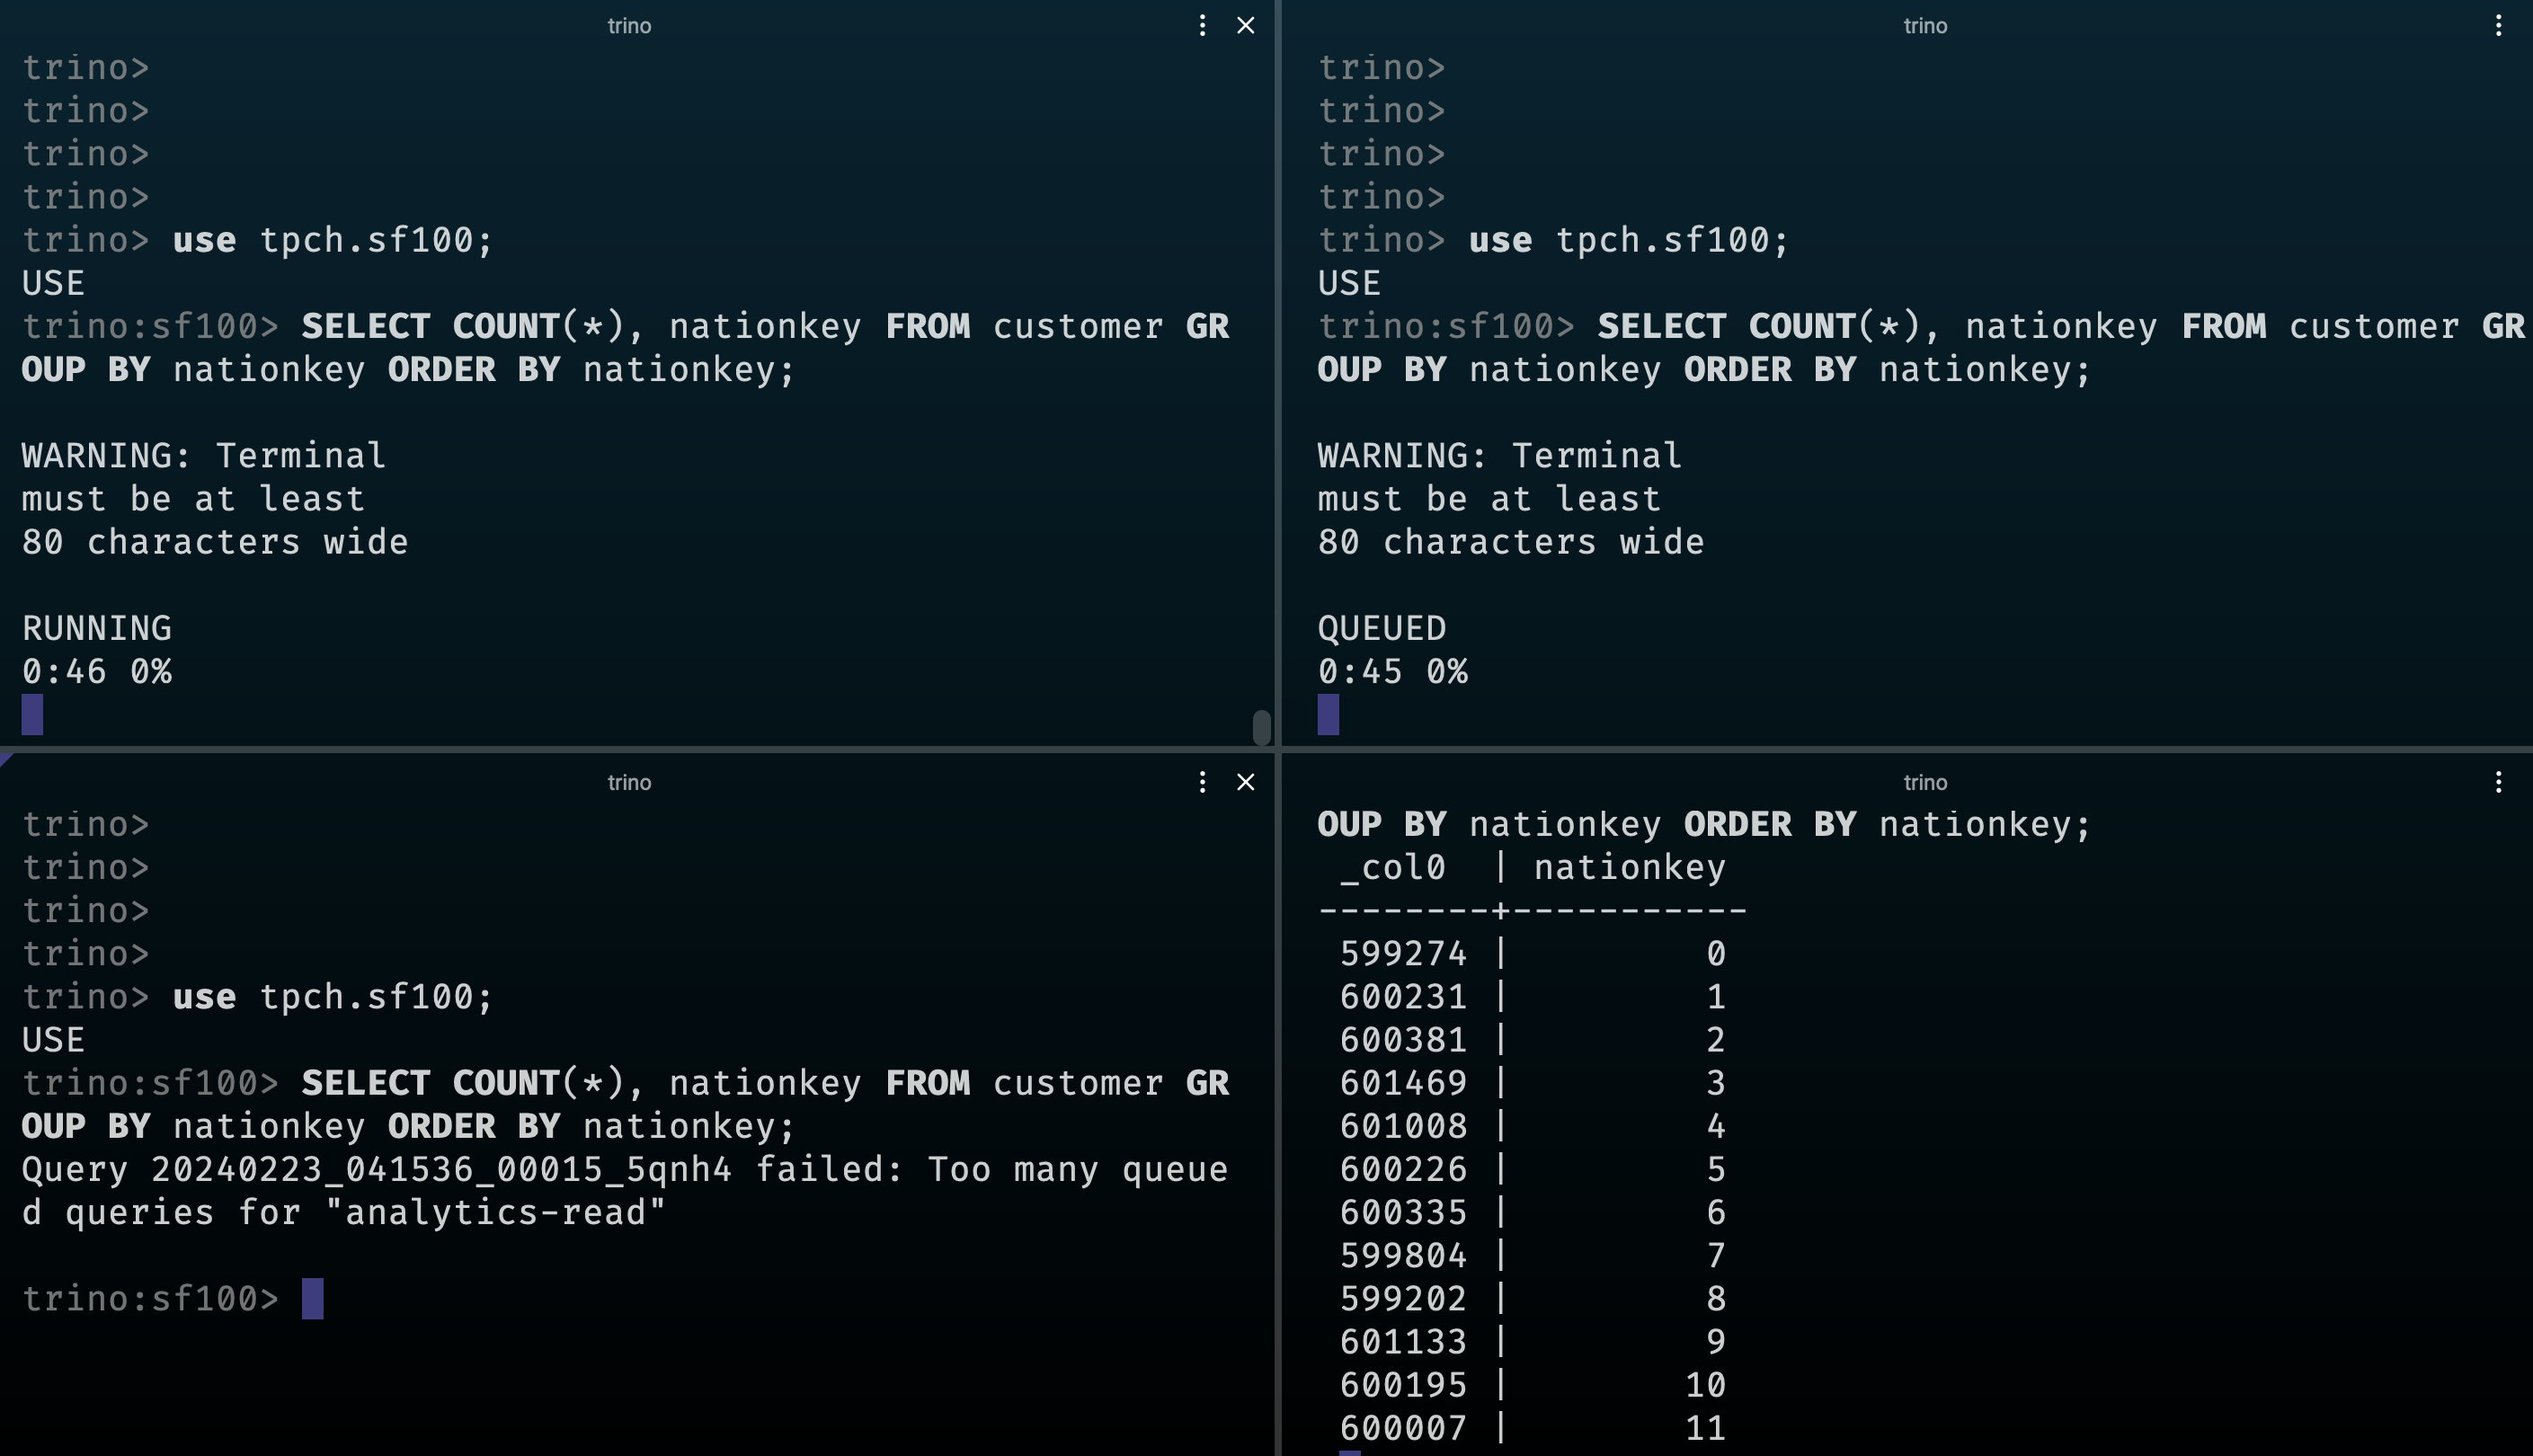 trino
trino>
trino>
trino>
trino>
trino> use tpch.sf100;
USE
trino:sf100> SELECT COUNT(*), nationkey FROM customer GR
OUP BY nationkey ORDER BY nationkey;
WARNING: Terminal
must be at least
80 characters wide
RUNNING
0:46 0%
trino
trino>
trino>
trino>
trino>
trino> use tpch.sf100;
USE
trino:sf100> SELECT COUNT(*), nationkey FROM customer GR
OUP BY nationkey ORDER BY nationkey;
WARNING: Terminal
must be at least
80 characters wide
QUEUED
0:45 0%
trino
trino>
trino>
trino>
trino>
trino> use tpch.sf100;
USE
trino:sf100> SELECT COUNT(*), nationkey FROM customer GR
OUP BY nationkey ORDER BY nationkey;
Query 20240223_041536_00015_5qnh4 failed: Too many queue
d queries for "analytics-read"
trino:sf100>
trino
OUP BY nationkey ORDER BY nationkey;
_col0 | nationkey
--------+-----------
599274 | 0
600231 | 1
600381 | 2
601469 | 3
601008 | 4
600226 | 5
600335 | 6
599804 | 7
599202 | 8
601133 | 9
600195 | 10
600007 | 11